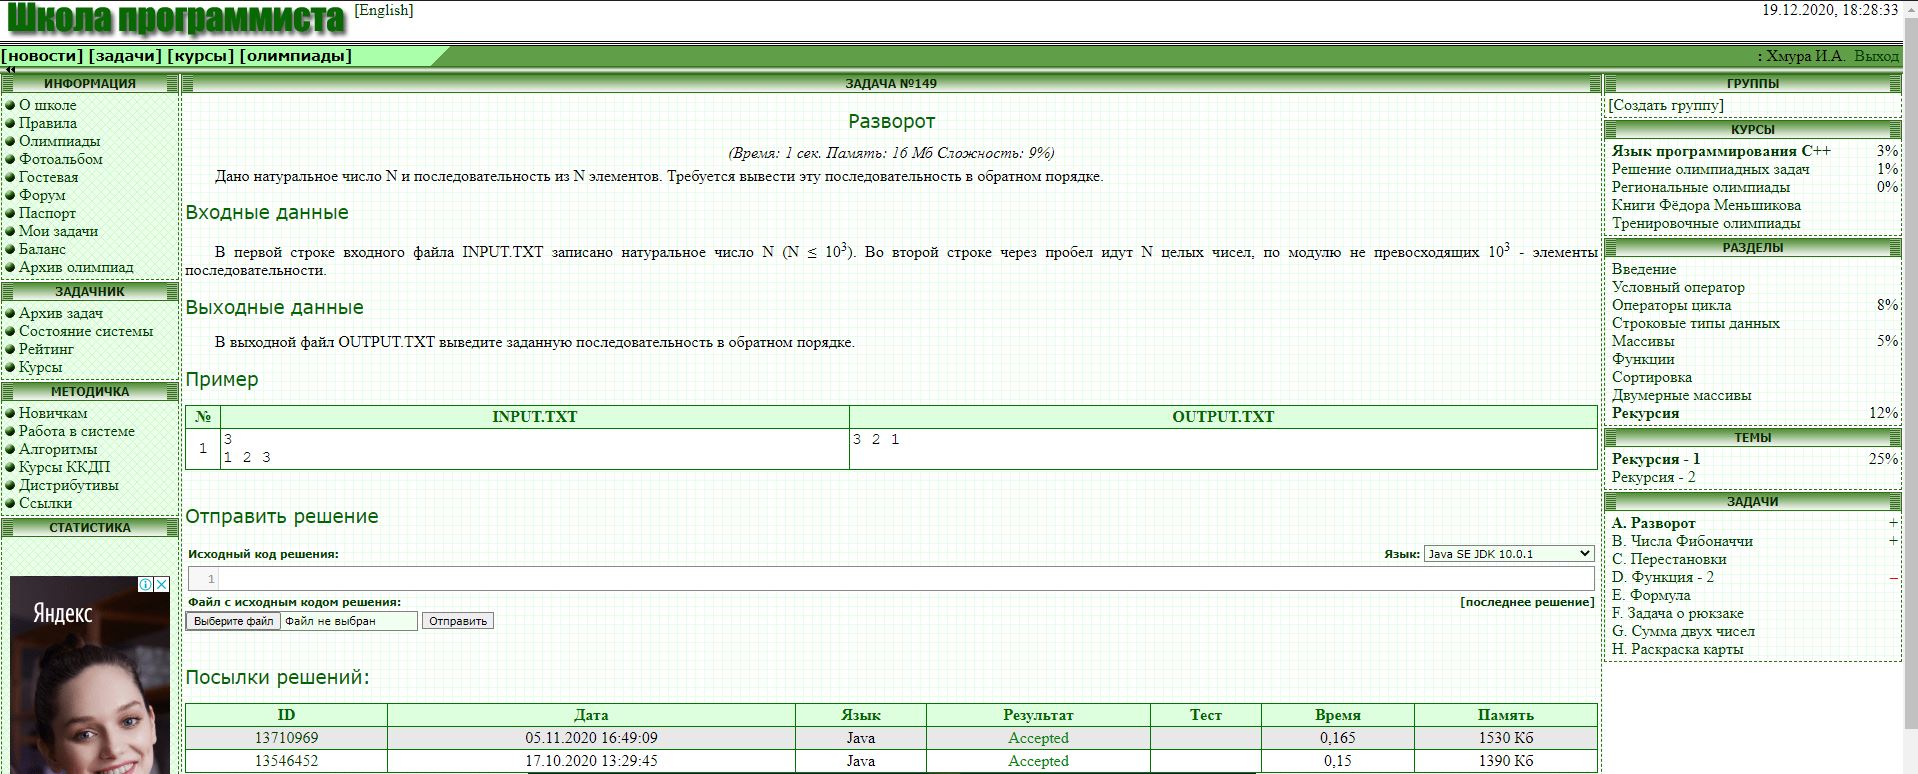 Школа программиста [English] 19.12.2020, 18:28:33
[новости] [задачи] [курсы] [олимпиады] : Хмура И.А. Выход
ИНФОРМАЦИЯ
О школе
Правила
Олимпиады
Фотоальбом
Гостевая
Форум
Паспорт
Мои задачи
Баланс
Архив олимпиад
ЗАДАЧНИК
Архив задач
Состояние системы
Рейтинг
Курсы
МЕТОДИЧКА
Новичкам
Работа в системе
Алгоритмы
Курсы ККДП
Дистрибутивы
Ссылки
СТАТИСТИКА
Яндекс
ЗАДАЧА №149
Разворот
(Время: 1 сек. Память: 16 Мб Сложность: 9%)
Дано натуральное число N и последовательность из N элементов. Требуется вывести эту последовательность в обратном порядке.
Входные данные
В первой строке входного файла INPUT.TXT записано натуральное число N (N ≤ 10³). Во второй строке через пробел идут N целых чисел, по модулю не превосходящих 10³ - элементы
последовательности.
Выходные данные
В выходной файл OUTPUT.TXT выведите заданную последовательность в обратном порядке.
Пример
№ INPUT.TXT OUTPUT.TXT
1 3 3 2 1
1 2 3
Отправить решение
Исходный код решения: Язык: Java SE JDK 10.0.1
1
Файл с исходным кодом решения: [последнее решение]
Выберите файл Файл не выбран Отправить
Посылки решений:
ID Дата Язык Результат Тест Время Память
13710969 05.11.2020 16:49:09 Java Accepted 0,165 1530 Кб
13546452 17.10.2020 13:29:45 Java Accepted 0,15 1390 Кб
ГРУППЫ
[Создать группу]
КУРСЫ
Язык программирования C++ 3%
Решение олимпиадных задач 1%
Региональные олимпиады 0%
Книги Фёдора Меньшикова
Тренировочные олимпиады
РАЗДЕЛЫ
Введение
Условный оператор
Операторы цикла 8%
Строковые типы данных
Массивы 5%
Функции
Сортировка
Двумерные массивы
Рекурсия 12%
ТЕМЫ
Рекурсия - 1 25%
Рекурсия - 2
ЗАДАЧИ
A. Разворот +
B. Числа Фибоначчи +
C. Перестановки
D. Функция - 2 –
E. Формула
F. Задача о рюкзаке
G. Сумма двух чисел
H. Раскраска карты